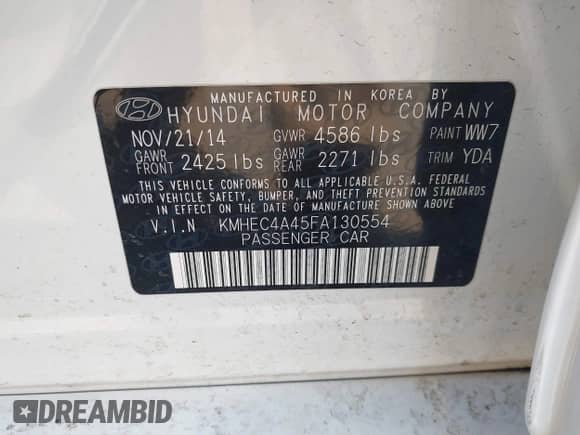 MANUFACTURED IN KOREA BY
HYUNDAI MOTOR COMPANY
NOV/21/14 GVWR 4586 lbs PAINT WW7
GAWR FRONT 2425 lbs GAWR REAR 2271 lbs TRIM YDA
THIS VEHICLE CONFORMS TO ALL APPLICABLE U.S.A. FEDERAL
MOTOR VEHICLE SAFETY, BUMPER, AND THEFT PREVENTION STANDARDS
IN EFFECT ON THE DATE OF MANUFACTURE SHOWN ABOVE.
V.I.N KMHEC4A45FA130554
PASSENGER CAR
DREAMBID